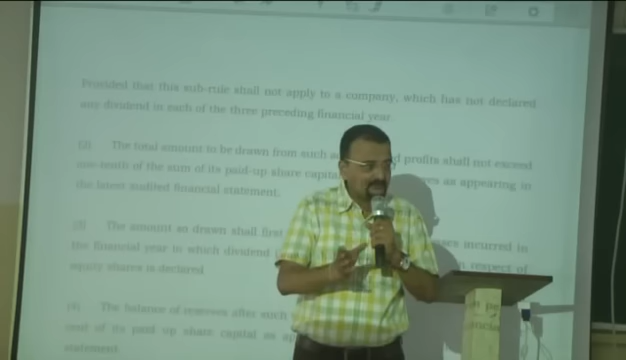 Provided that this sub-rule shall not apply to a company, which has not declared
any dividend in each of the three preceding financial year.
(2) The total amount to be drawn from such profits shall not exceed
one-tenth of the sum of its paid-up share as appearing in
the latest audited financial statement.
(3) The amount so drawn shall first incurred in
the financial year in which dividend in respect of
equity shares is declared
(4) The balance of reserves after such
cent of its paid up share capital as
statement.